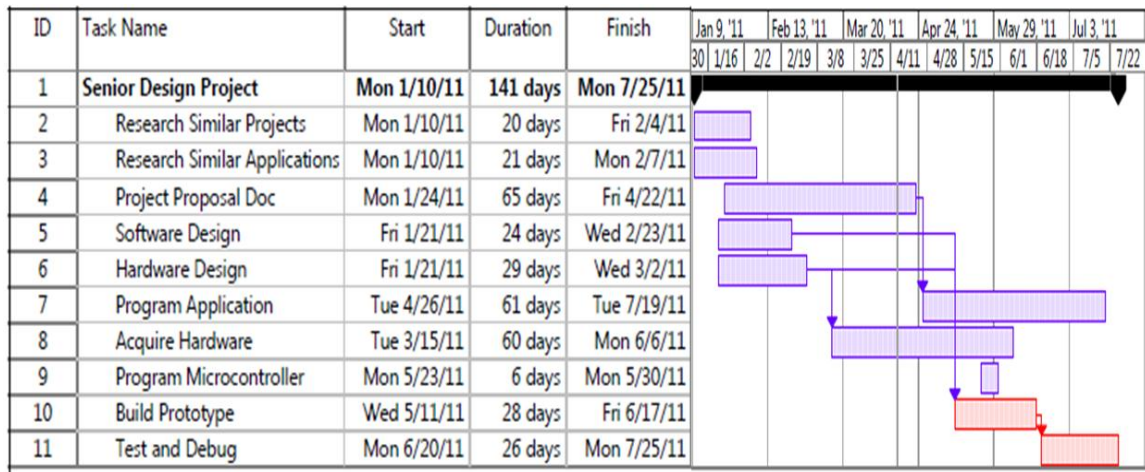 ID Task Name Start Duration Finish Jan 9, '11 Feb 13, '11 Mar 20, '11 Apr 24, '11 May 29, '11 Jul 3, '11
30 1/16 2/2 2/19 3/8 3/25 4/11 4/28 5/15 6/1 6/18 7/5 7/22
1 Senior Design Project Mon 1/10/11 141 days Mon 7/25/11
2 Research Similar Projects Mon 1/10/11 20 days Fri 2/4/11
3 Research Similar Applications Mon 1/10/11 21 days Mon 2/7/11
4 Project Proposal Doc Mon 1/24/11 65 days Fri 4/22/11
5 Software Design Fri 1/21/11 24 days Wed 2/23/11
6 Hardware Design Fri 1/21/11 29 days Wed 3/2/11
7 Program Application Tue 4/26/11 61 days Tue 7/19/11
8 Acquire Hardware Tue 3/15/11 60 days Mon 6/6/11
9 Program Microcontroller Mon 5/23/11 6 days Mon 5/30/11
10 Build Prototype Wed 5/11/11 28 days Fri 6/17/11
11 Test and Debug Mon 6/20/11 26 days Mon 7/25/11